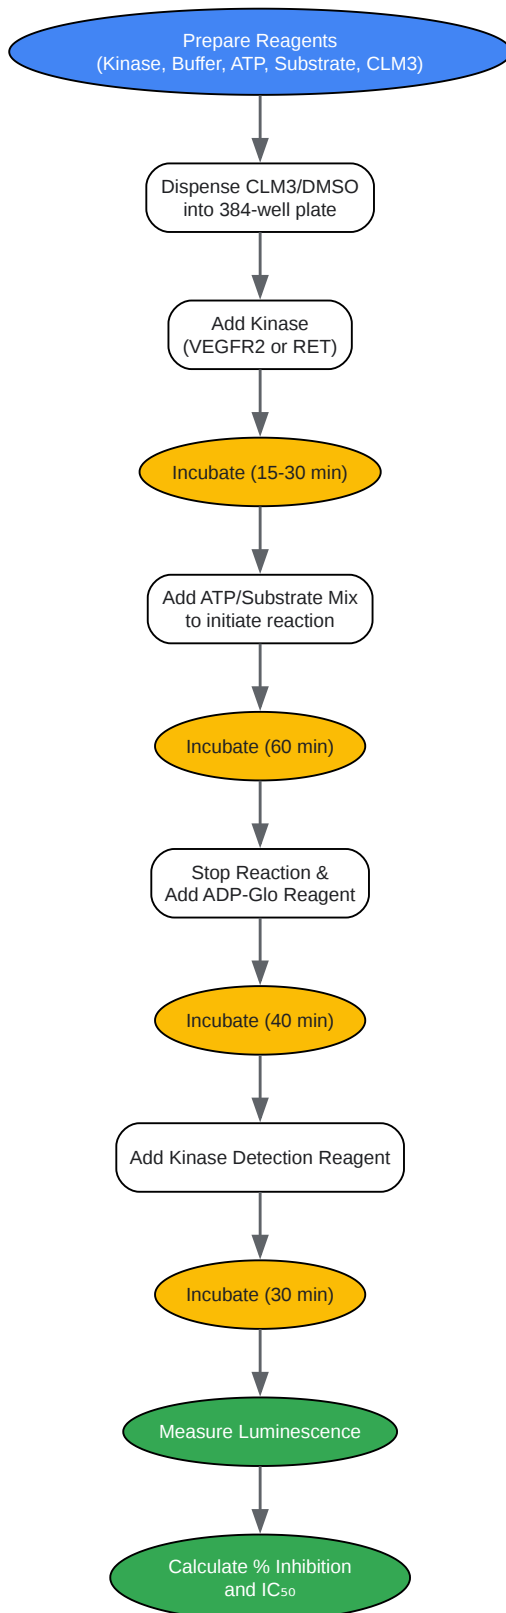 Prepare Reagents
(Kinase, Buffer, ATP, Substrate, CLM3)
Dispense CLM3/DMSO
into 384-well plate
Add Kinase
(VEGFR2 or RET)
Incubate (15-30 min)
Add ATP/Substrate Mix
to initiate reaction
Incubate (60 min)
Stop Reaction &
Add ADP-Glo Reagent
Incubate (40 min)
Add Kinase Detection Reagent
Incubate (30 min)
Measure Luminescence
Calculate % Inhibition
and IC₅₀